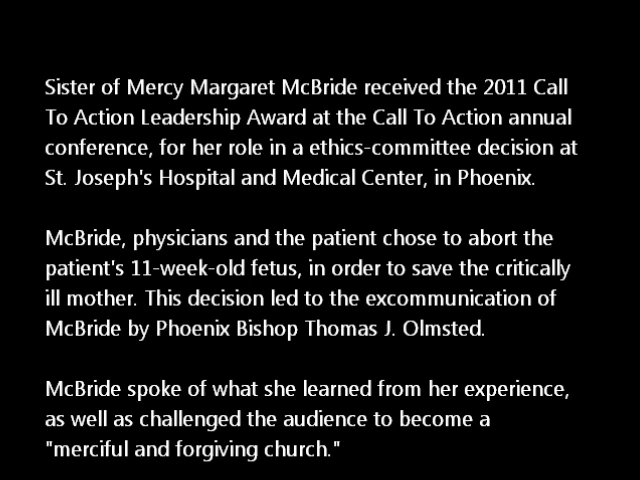 Sister of Mercy Margaret McBride received the 2011 Call
To Action Leadership Award at the Call To Action annual
conference, for her role in a ethics-committee decision at
St. Joseph's Hospital and Medical Center, in Phoenix.
McBride, physicians and the patient chose to abort the
patient's 11-week-old fetus, in order to save the critically
ill mother. This decision led to the excommunication of
McBride by Phoenix Bishop Thomas J. Olmsted.
McBride spoke of what she learned from her experience,
as well as challenged the audience to become a
"merciful and forgiving church."